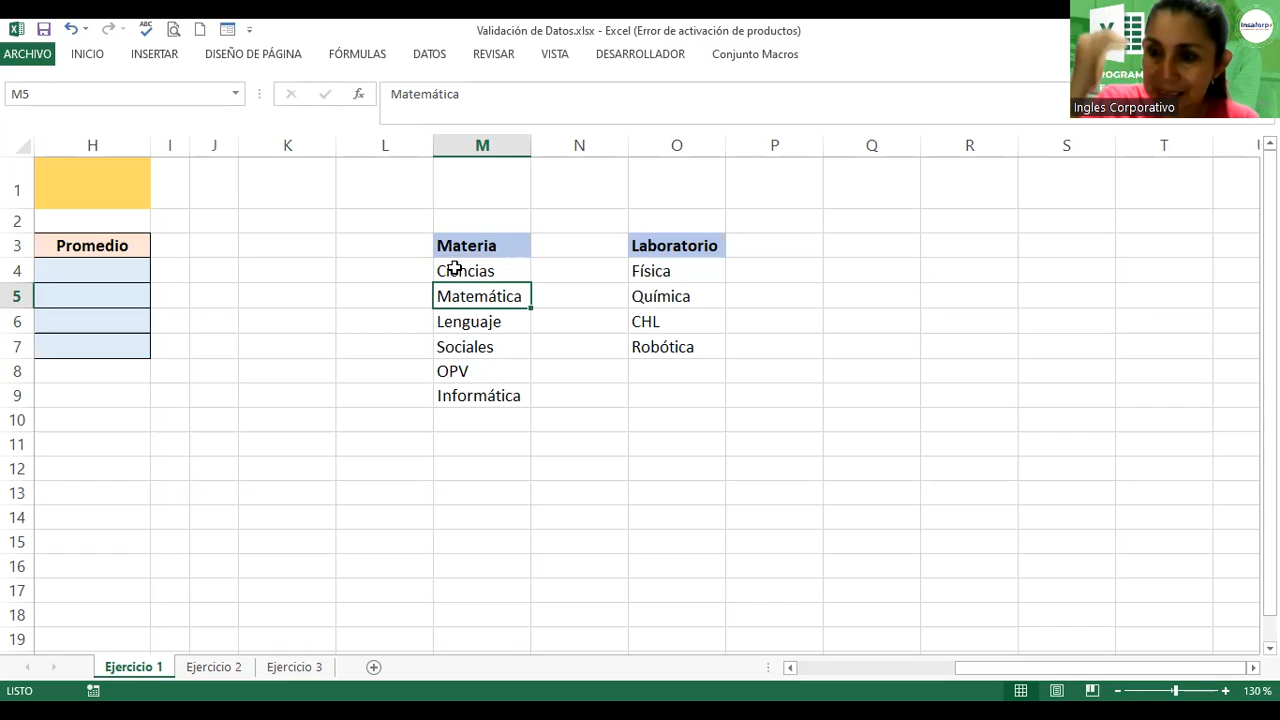 Validación de Datos.xlsx - Excel (Error de activación de productos)
ARCHIVO INICIO INSERTAR DISEÑO DE PÁGINA FÓRMULAS DATOS REVISAR VISTA DESARROLLADOR Conjunto Macros
Insaforp
PROGRAM
Ingles Corporativo
M5 fx Matemática
H I J K L M N O P Q R S T
1
2
3 Promedio Materia Laboratorio
4 Ciencias Física
5 Matemática Química
6 Lenguaje CHL
7 Sociales Robótica
8 OPV
9 Informática
10
11
12
13
14
15
16
17
18
19
Ejercicio 1 Ejercicio 2 Ejercicio 3
LISTO 130 %